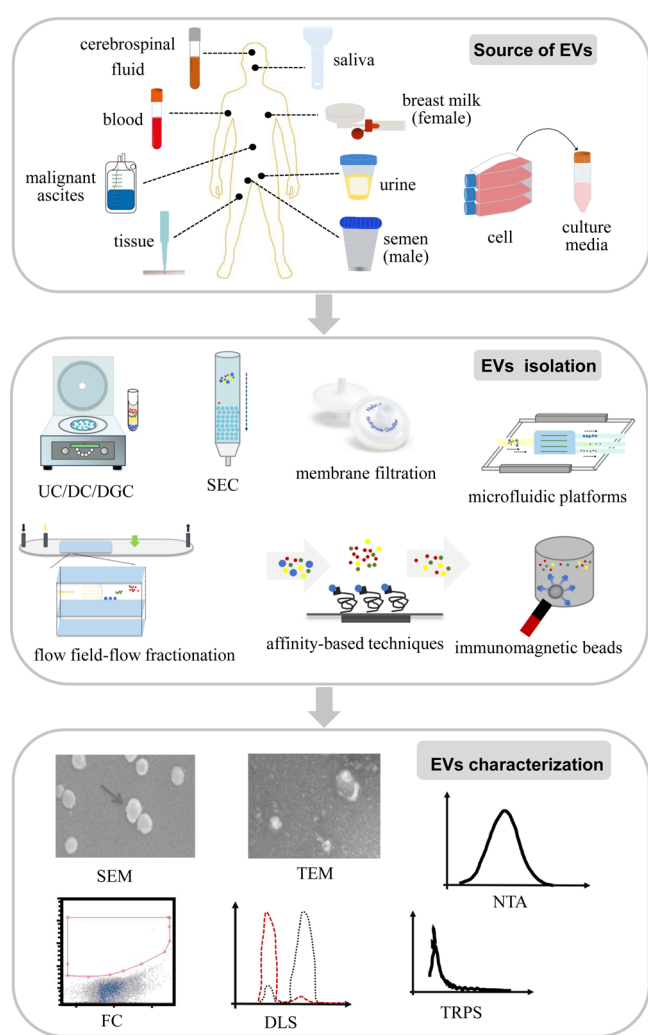 Source of EVs
cerebrospinal
fluid
saliva
blood
breast milk
(female)
malignant
ascites
urine
tissue
semen
(male)
cell
culture
media
EVs isolation
UC/DC/DGC
SEC
membrane filtration
microfluidic platforms
flow field-flow fractionation
affinity-based techniques
immunomagnetic beads
EVs characterization
SEM
TEM
NTA
FC
DLS
TRPS